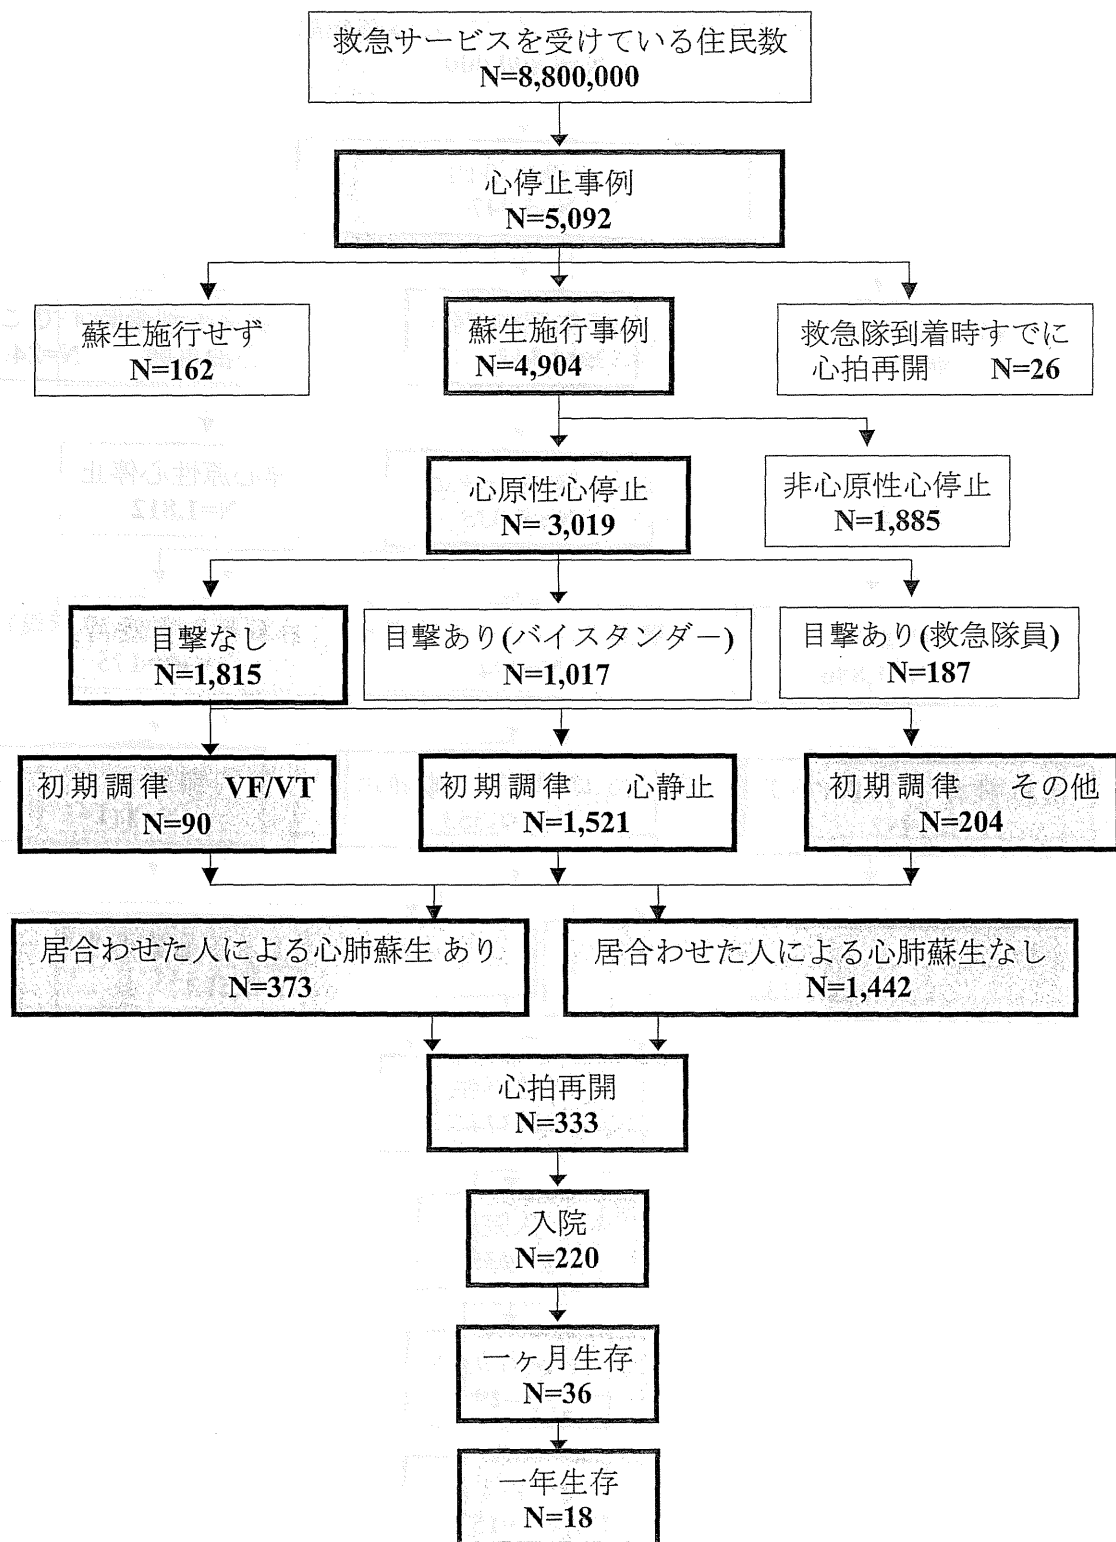 救急サービスを受けている住民数
N=8,800,000
心停止事例
N=5,092
蘇生施行せず
N=162
蘇生施行事例
N=4,904
救急隊到着時すでに
心拍再開 N=26
心原性心停止
N= 3,019
非心原性心停止
N=1,885
目撃なし
N=1,815
目撃あり(バイスタンダー)
N=1,017
目撃あり(救急隊員)
N=187
初期調律 VF/VT
N=90
初期調律 心静止
N=1,521
初期調律 その他
N=204
居合わせた人による心肺蘇生 あり
N=373
居合わせた人による心肺蘇生なし
N=1,442
心拍再開
N=333
入院
N=220
一ヶ月生存
N=36
一年生存
N=18